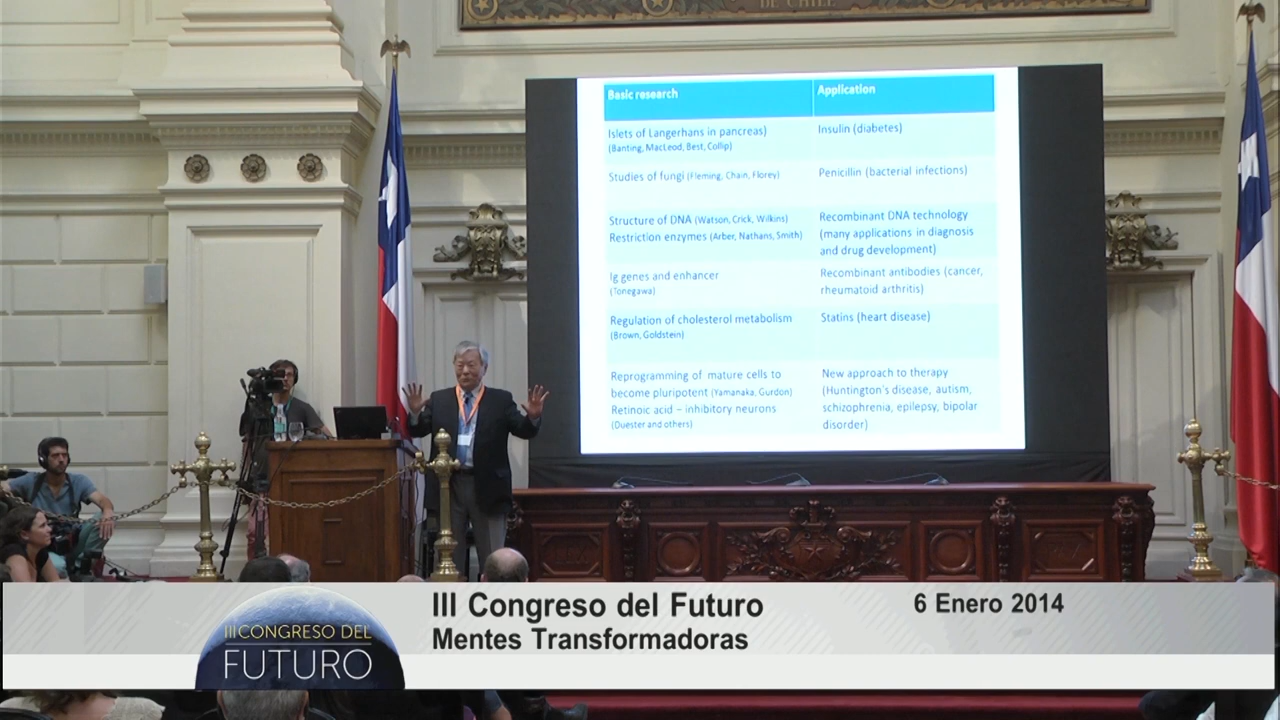 DE CHILE
Basic research
Application
Islets of Langerhans in pancreas)
(Banting, MacLeod, Best, Collip)
Insulin (diabetes)
Studies of fungi (Fleming, Chain, Florey)
Penicillin (bacterial infections)
Structure of DNA (Watson, Crick, Wilkins)
Restriction enzymes (Arber, Nathans, Smith)
Recombinant DNA technology
(many applications in diagnosis
and drug development)
Ig genes and enhancer
(Tonegawa)
Recombinant antibodies (cancer,
rheumatoid arthritis)
Regulation of cholesterol metabolism
(Brown, Goldstein)
Statins (heart disease)
Reprogramming of mature cells to
become pluripotent (Yamanaka, Gurdon)
Retinoic acid – inhibitory neurons
(Duester and others)
New approach to therapy
(Huntington's disease, autism,
schizophrenia, epilepsy, bipolar
disorder)
III CONGRESO DEL
FUTURO
III Congreso del Futuro
Mentes Transformadoras
6 Enero 2014